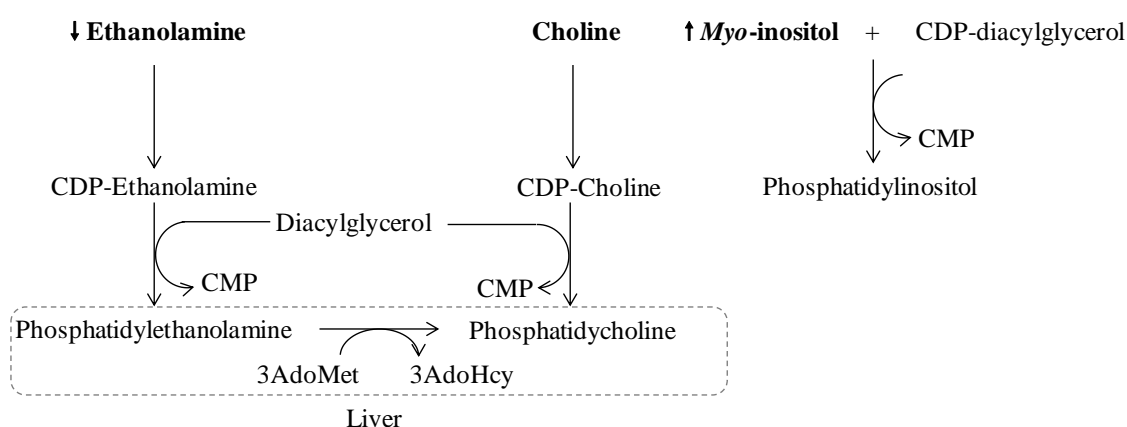 ↓ Ethanolamine Choline ↑ Myo-inositol + CDP-diacylglycerol
CMP
CDP-Ethanolamine CDP-Choline Phosphatidylinositol
Diacylglycerol
CMP CMP
Phosphatidylethanolamine Phosphatidycholine
3AdoMet 3AdoHcy
Liver